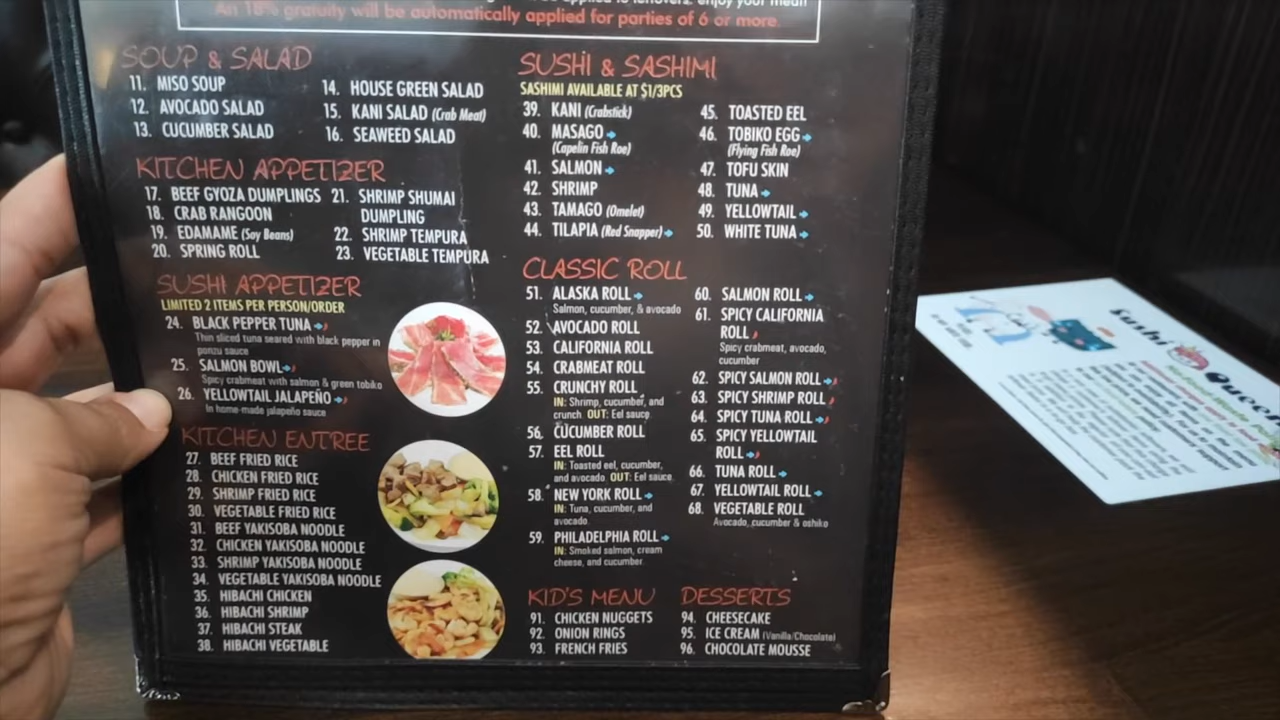 applied to leftovers. enjoy your meal!
An 18% gratuity will be automatically applied for parties of 6 or more.
SOUP & SALAD
11. MISO SOUP
12. AVOCADO SALAD
13. CUCUMBER SALAD
14. HOUSE GREEN SALAD
15. KANI SALAD (Crab Meat)
16. SEAWEED SALAD
KITCHEN APPETIZER
17. BEEF GYOZA DUMPLINGS
18. CRAB RANGOON
19. EDAMAME (Soy Beans)
20. SPRING ROLL
21. SHRIMP SHUMAI
DUMPLING
22. SHRIMP TEMPURA
23. VEGETABLE TEMPURA
SUSHI APPETIZER
LIMITED 2 ITEMS PER PERSON/ORDER
24. BLACK PEPPER TUNA
Thin sliced tuna seared with black pepper in
ponzu sauce
25. SALMON BOWL
Spicy crabmeat with salmon & green tobiko
26. YELLOWTAIL JALAPEÑO
In home-made jalapeño sauce
KITCHEN ENTREE
27. BEEF FRIED RICE
28. CHICKEN FRIED RICE
29. SHRIMP FRIED RICE
30. VEGETABLE FRIED RICE
31. BEEF YAKISOBA NOODLE
32. CHICKEN YAKISOBA NOODLE
33. SHRIMP YAKISOBA NOODLE
34. VEGETABLE YAKISOBA NOODLE
35. HIBACHI CHICKEN
36. HIBACHI SHRIMP
37. HIBACHI STEAK
38. HIBACHI VEGETABLE
SUSHI & SASHIMI
SASHIMI AVAILABLE AT $1/3PCS
39. KANI (Crabstick)
40. MASAGO
(Capelin Fish Roe)
41. SALMON
42. SHRIMP
43. TAMAGO (Omelet)
44. TILAPIA (Red Snapper)
45. TOASTED EEL
46. TOBIKO EGG
(Flying Fish Roe)
47. TOFU SKIN
48. TUNA
49. YELLOWTAIL
50. WHITE TUNA
CLASSIC ROLL
51. ALASKA ROLL
Salmon, cucumber, & avocado
52. AVOCADO ROLL
53. CALIFORNIA ROLL
54. CRABMEAT ROLL
55. CRUNCHY ROLL
IN: Shrimp, cucumber, and
crunch OUT: Eel sauce
56. CUCUMBER ROLL
57. EEL ROLL
IN: Toasted eel, cucumber,
and avocado OUT: Eel sauce
58. NEW YORK ROLL
IN: Tuna, cucumber, and
avocado
59. PHILADELPHIA ROLL
IN: Smoked salmon, cream
cheese, and cucumber
60. SALMON ROLL
61. SPICY CALIFORNIA
ROLL
Spicy crabmeat, avocado,
cucumber
62. SPICY SALMON ROLL
63. SPICY SHRIMP ROLL
64. SPICY TUNA ROLL
65. SPICY YELLOWTAIL
ROLL
66. TUNA ROLL
67. YELLOWTAIL ROLL
68. VEGETABLE ROLL
Avocado, cucumber & oshiko
KID'S MENU
91. CHICKEN NUGGETS
92. ONION RINGS
93. FRENCH FRIES
DESSERTS
94. CHEESECAKE
95. ICE CREAM (Vanilla/Chocolate)
96. CHOCOLATE MOUSSE
Sushi Queen